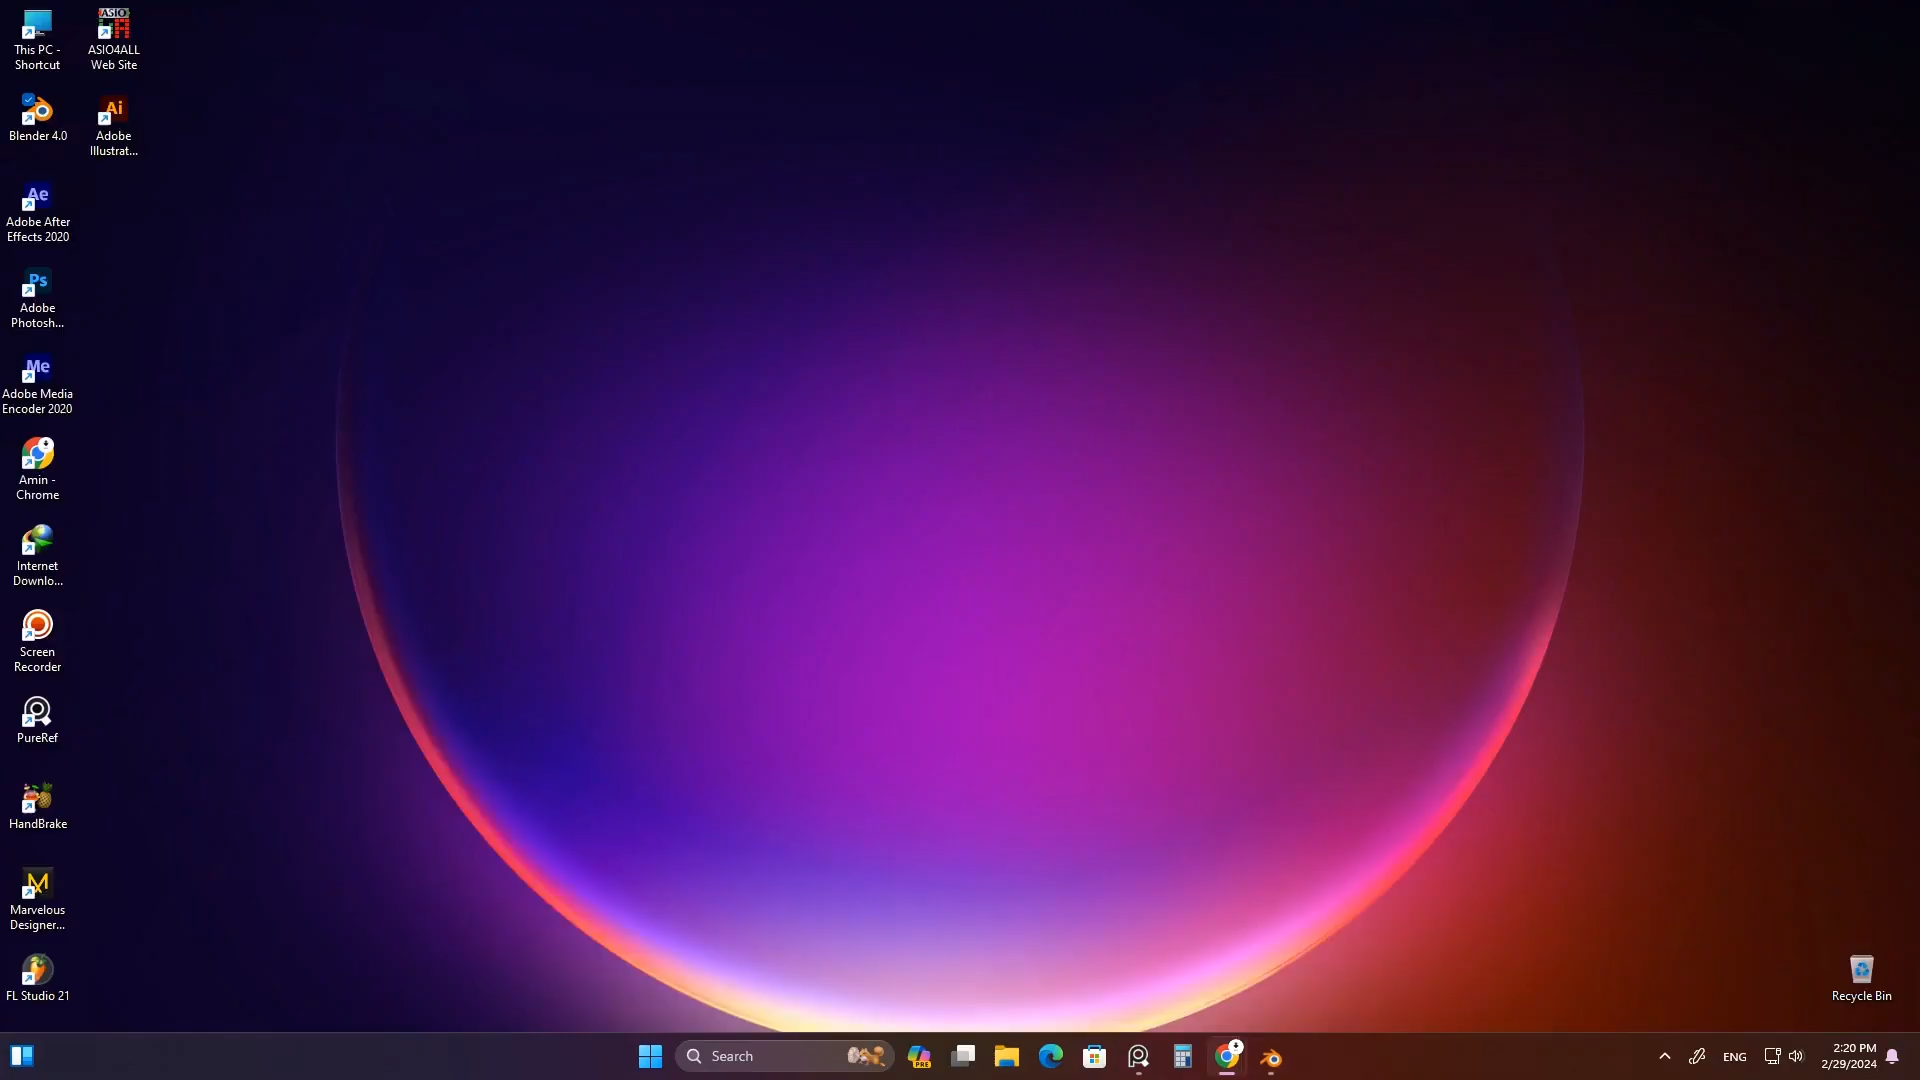 This PC -
Shortcut
ASIO
ASIO4ALL
Web Site
Blender 4.0
Ai
Adobe
Illustrat...
Ae
Adobe After
Effects 2020
Ps
Adobe
Photosh...
Me
Adobe Media
Encoder 2020
Amin -
Chrome
Internet
Downlo...
Screen
Recorder
PureRef
HandBrake
M
Marvelous
Designer...
FL Studio 21
Recycle Bin
Search
PRE
ENG
2:20 PM
2/29/2024